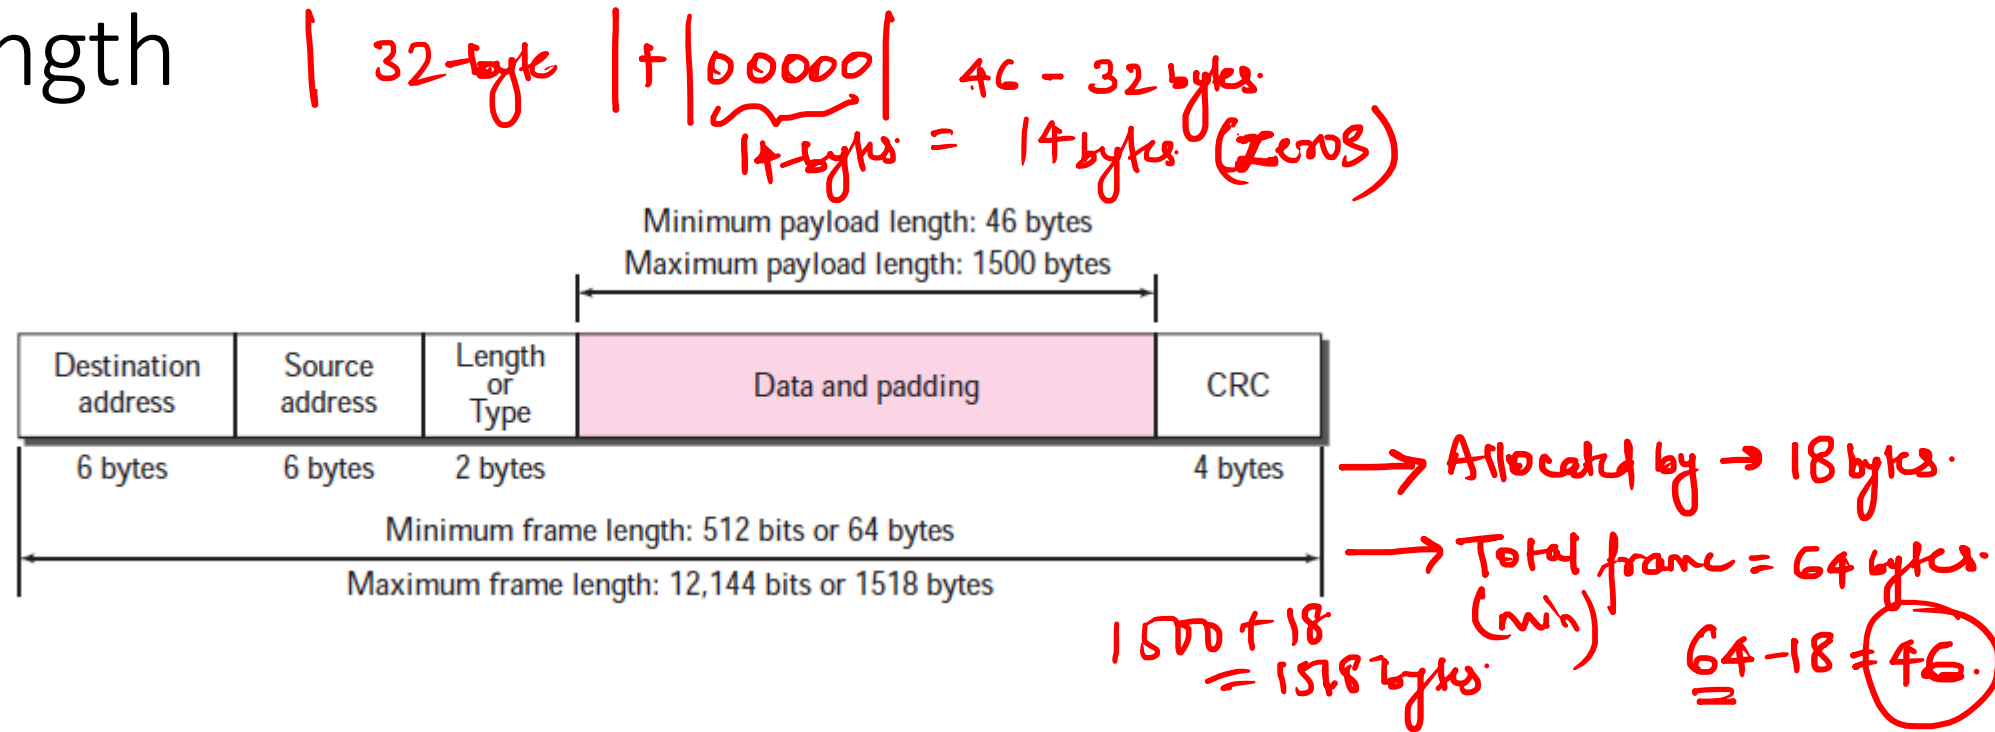 ngth
| 32-byte | + |00000| 46 - 32 bytes.
14-bytes. = 14 bytes. (Zeros)
Minimum payload length: 46 bytes
Maximum payload length: 1500 bytes
Destination address
Source address
Length or Type
Data and padding
CRC
6 bytes
6 bytes
2 bytes
4 bytes
→ Allocated by → 18 bytes.
Minimum frame length: 512 bits or 64 bytes
→ Total frame = 64 bytes.
(min)
Maximum frame length: 12,144 bits or 1518 bytes
1500 + 18
= 1518 bytes.
64 - 18 = 46.